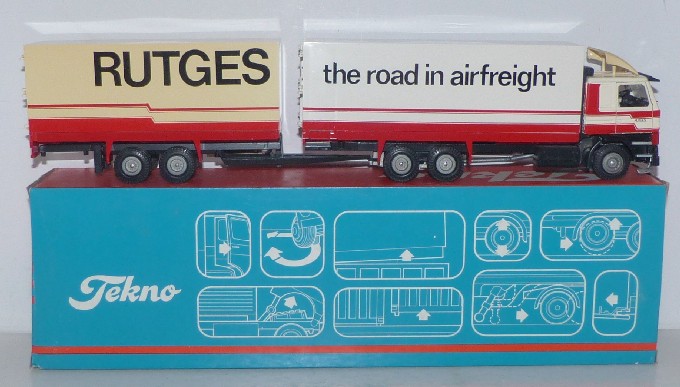 RUTGES
the road in airfreight
Tekno